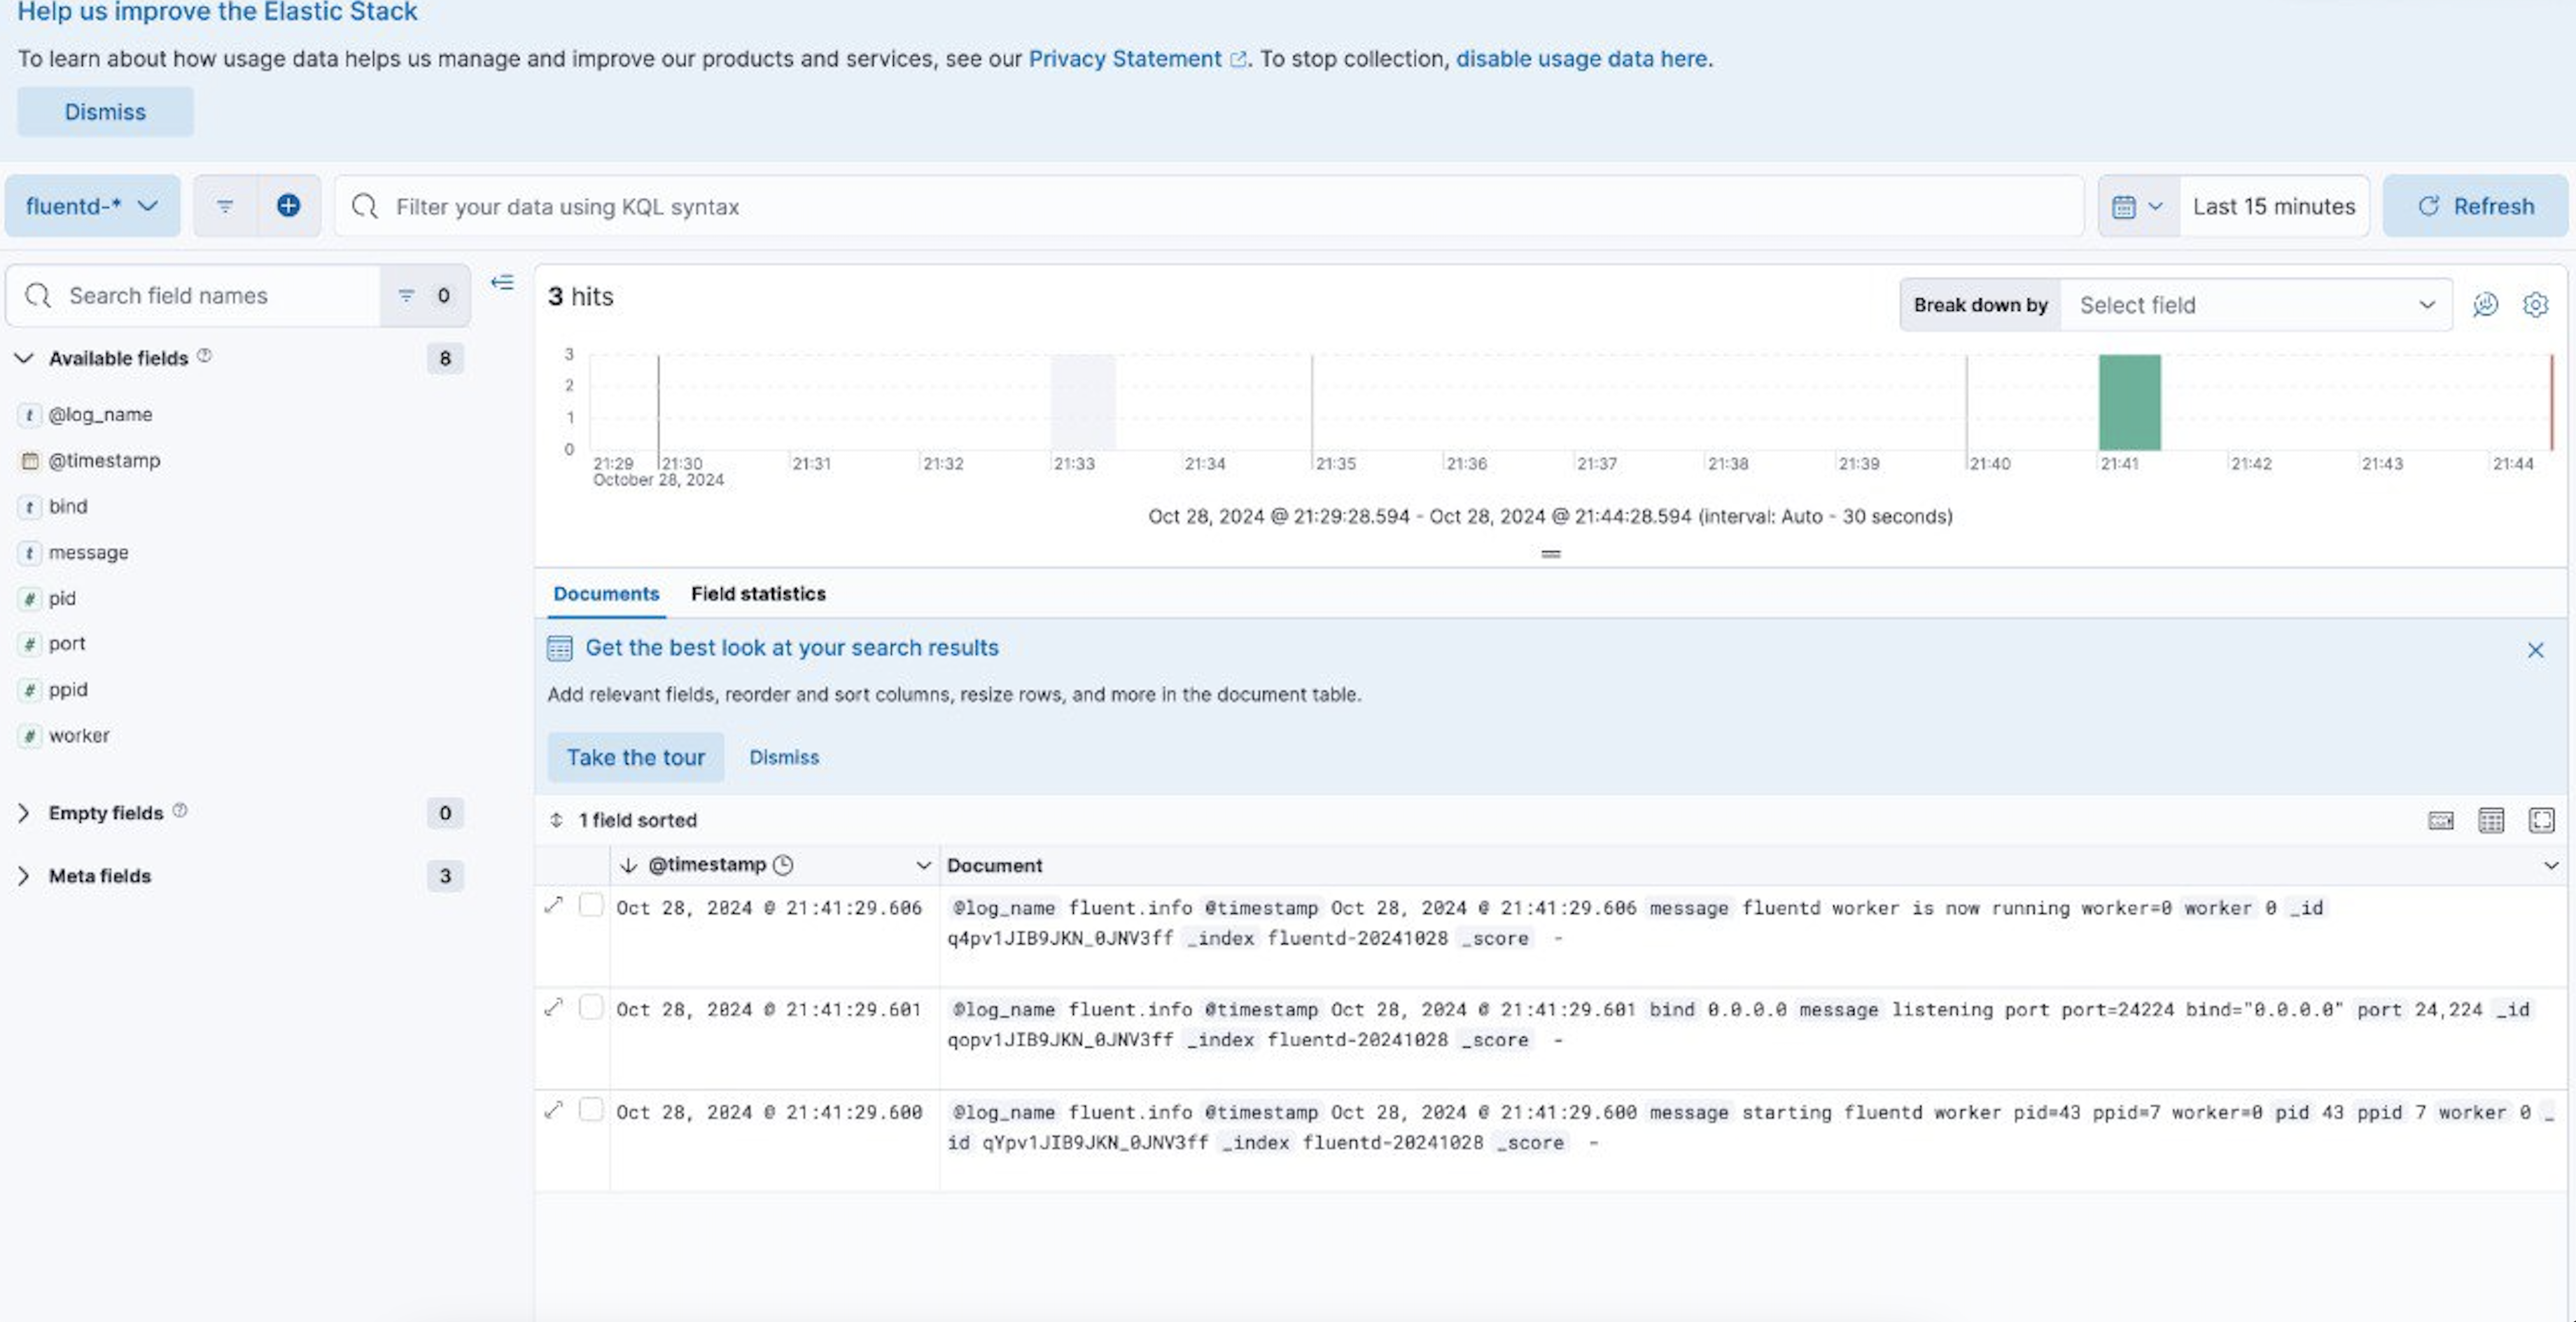 Help us improve the Elastic Stack
To learn about how usage data helps us manage and improve our products and services, see our Privacy Statement. To stop collection, disable usage data here.
Dismiss
fluentd-*
Filter your data using KQL syntax
Last 15 minutes
Refresh
Search field names
0
Available fields
8
t @log_name
@timestamp
t bind
t message
# pid
# port
# ppid
# worker
Empty fields
0
Meta fields
3
3 hits
Break down by
Select field
3
2
1
0
21:29 21:30 21:31 21:32 21:33 21:34 21:35 21:36 21:37 21:38 21:39 21:40 21:41 21:42 21:43 21:44
October 28, 2024
Oct 28, 2024 @ 21:29:28.594 - Oct 28, 2024 @ 21:44:28.594 (interval: Auto - 30 seconds)
Documents Field statistics
Get the best look at your search results
Add relevant fields, reorder and sort columns, resize rows, and more in the document table.
Take the tour Dismiss
1 field sorted
@timestamp Document
Oct 28, 2024 @ 21:41:29.606 @log_name fluent.info @timestamp Oct 28, 2024 @ 21:41:29.606 message fluentd worker is now running worker=0 worker 0 _id
q4pv1JIB9JKN_0JNV3ff _index fluentd-20241028 _score -
Oct 28, 2024 @ 21:41:29.601 @log_name fluent.info @timestamp Oct 28, 2024 @ 21:41:29.601 bind 0.0.0.0 message listening port port=24224 bind="0.0.0.0" port 24,224 _id
qopv1JIB9JKN_0JNV3ff _index fluentd-20241028 _score -
Oct 28, 2024 @ 21:41:29.600 @log_name fluent.info @timestamp Oct 28, 2024 @ 21:41:29.600 message starting fluentd worker pid=43 ppid=7 worker=0 pid 43 ppid 7 worker 0 _
id qYpv1JIB9JKN_0JNV3ff _index fluentd-20241028 _score -